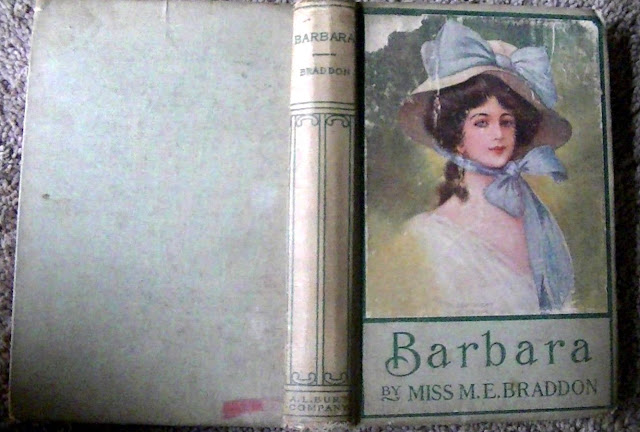 BARBARA
BRADDON
A.L.BURT
COMPANY
Barbara
BY MISS M.E.BRADDON